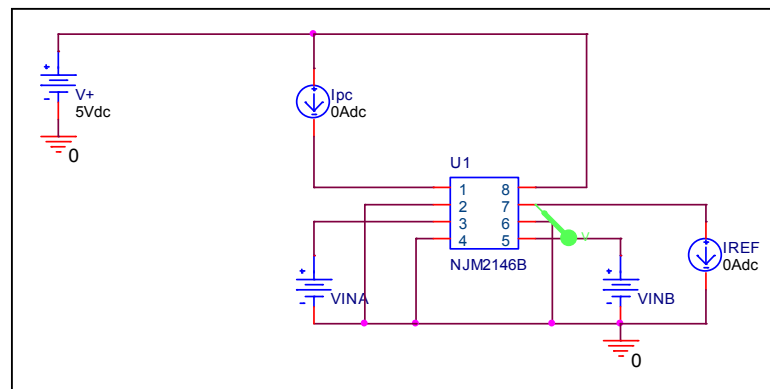 +
V+
5Vdc
-
0
+
Ipc
0Adc
U1
1 8
2 7
3 6
4 5
NJM2146B
V
+
VINA
-
+
VINB
-
IREF
0Adc
0